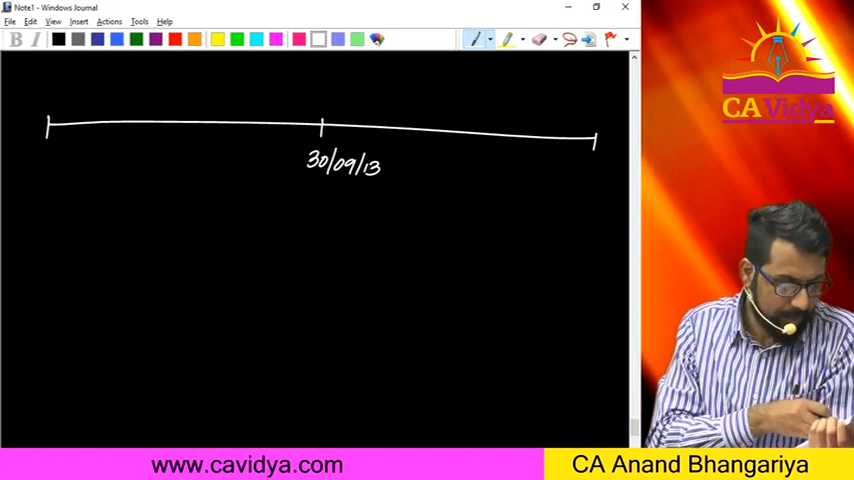 Note1 - Windows Journal
File Edit View Insert Actions Tools Help
B I
30/09/13
CA Vidya
www.cavidya.com
CA Anand Bhangariya